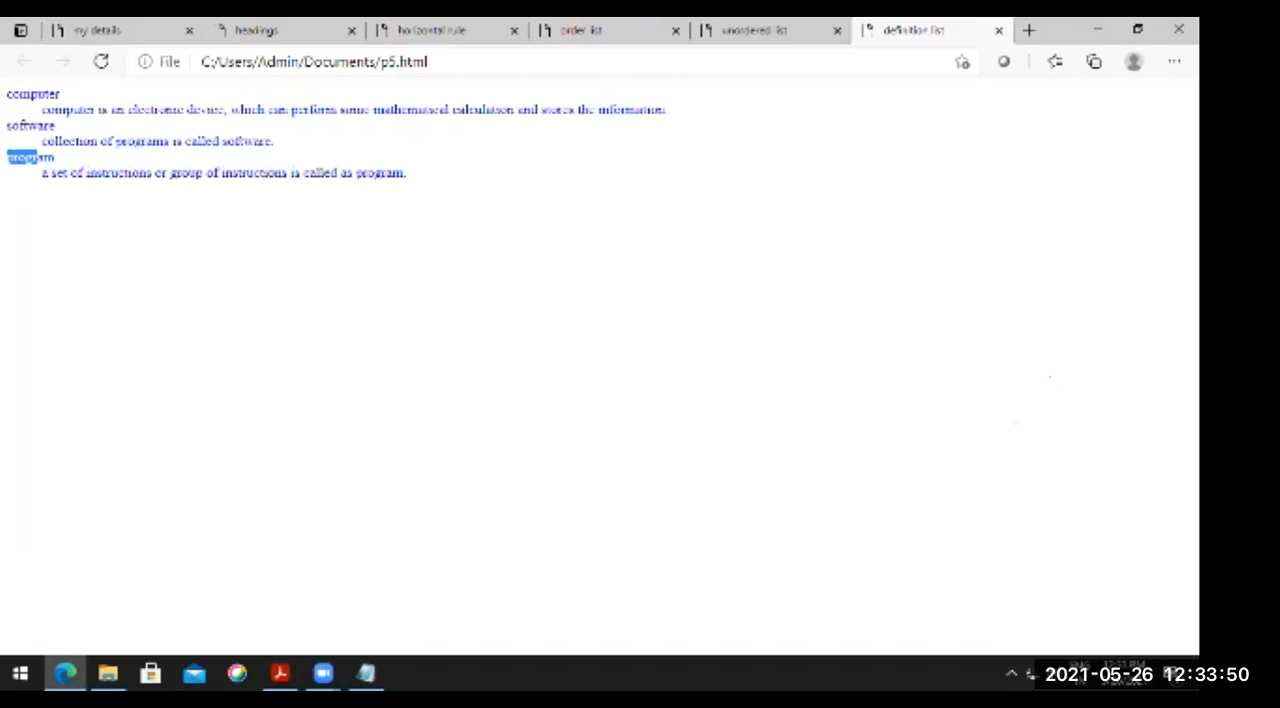 my details
headings
horizontal rule
order list
unordered list
definition list
File
C:/Users/Admin/Documents/p5.html
computer
computer is an electronic device, which can perform some mathematical calculation and stores the information.
software
collection of programs is called software.
program
a set of instructions or group of instructions is called as program.
2021-05-26 12:33:50